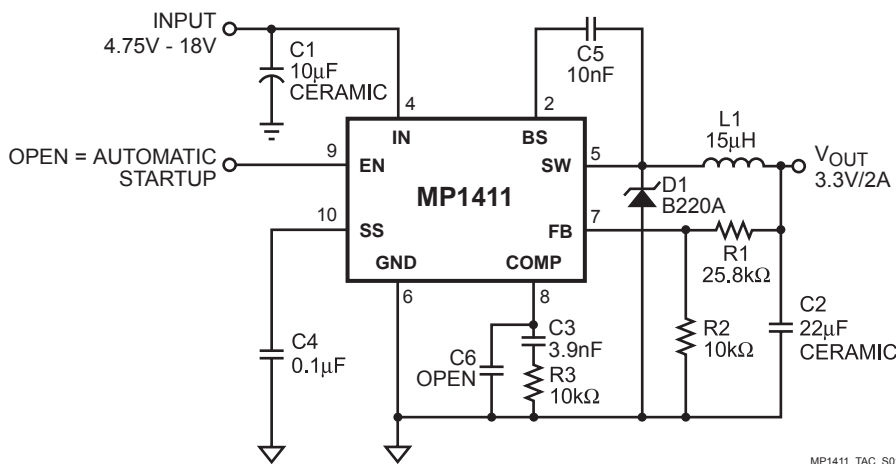 INPUT
4.75V - 18V
C1
10µF
CERAMIC
C5
10nF
4
2
IN
BS
OPEN = AUTOMATIC
STARTUP
9
EN
SW
5
L1
15µH
VOUT
3.3V/2A
MP1411
D1
B220A
10
SS
FB
7
R1
25.8kΩ
GND
COMP
6
8
C4
0.1µF
C6
OPEN
C3
3.9nF
R3
10kΩ
R2
10kΩ
C2
22µF
CERAMIC